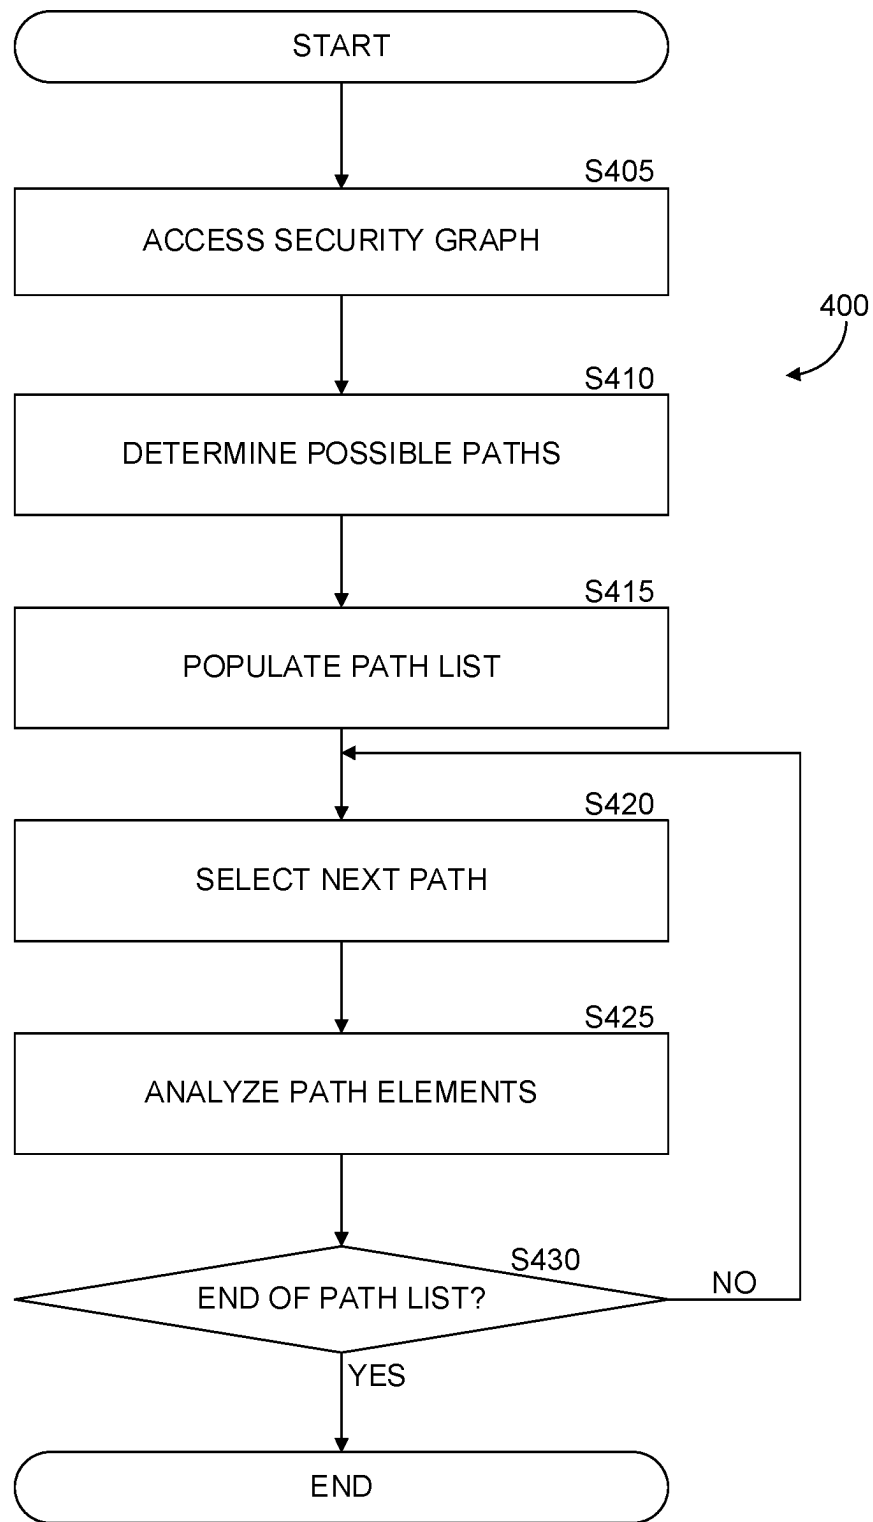 START
S405
ACCESS SECURITY GRAPH
400
S410
DETERMINE POSSIBLE PATHS
S415
POPULATE PATH LIST
S420
SELECT NEXT PATH
S425
ANALYZE PATH ELEMENTS
S430
END OF PATH LIST?
NO
YES
END